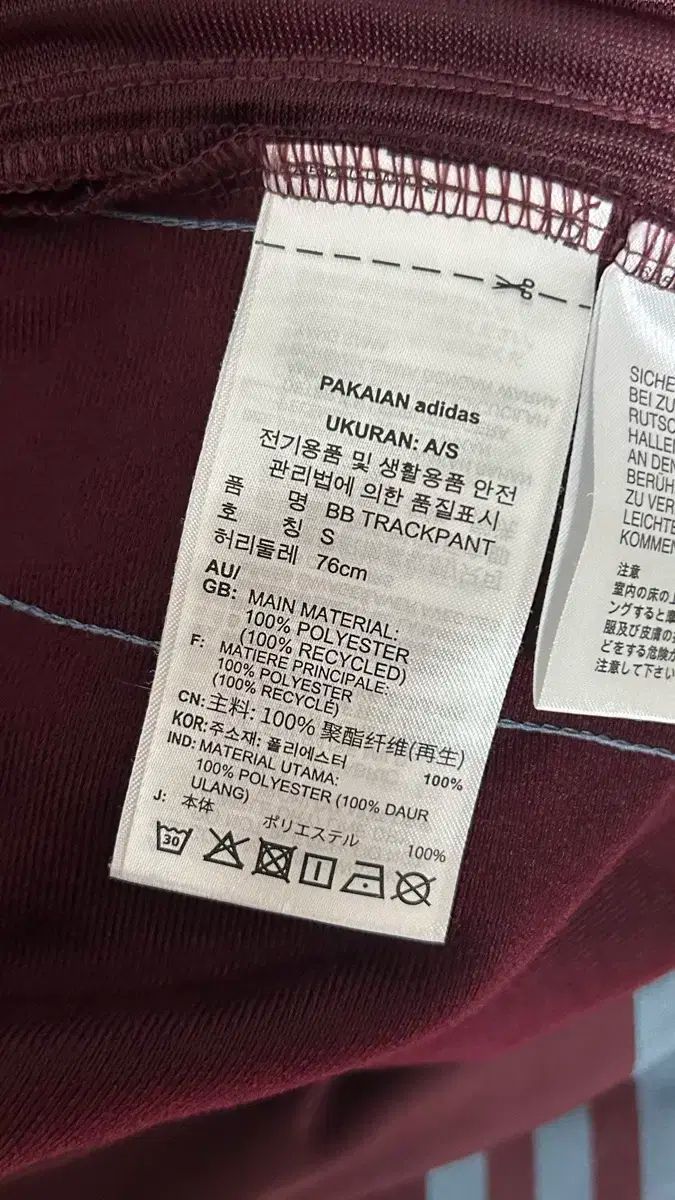 PAKAIAN adidas
UKURAN: A/S
전기용품 및 생활용품 안전
관리법에 의한 품질표시
품 명 BB TRACKPANT
호 칭 S
허리둘레 76cm
AU/
GB: MAIN MATERIAL:
100% POLYESTER
(100% RECYCLED)
F: MATIERE PRINCIPALE:
100% POLYESTER
(100% RECYCLÉ)
CN: 主料: 100% 聚酯纤维(再生)
KOR: 주소재: 폴리에스터 100%
IND: MATERIAL UTAMA:
100% POLYESTER (100% DAUR
ULANG)
J: 本体
ポリエステル 100%
30
SICHE
BEI ZU
RUTSC
HALLE
AN DEN
BERÜH
ZU VER
LEICHTE
KOMMEN
注意
室内の床の上
ングすると摩
服及び皮膚の
どをする危険が
注意して下さい